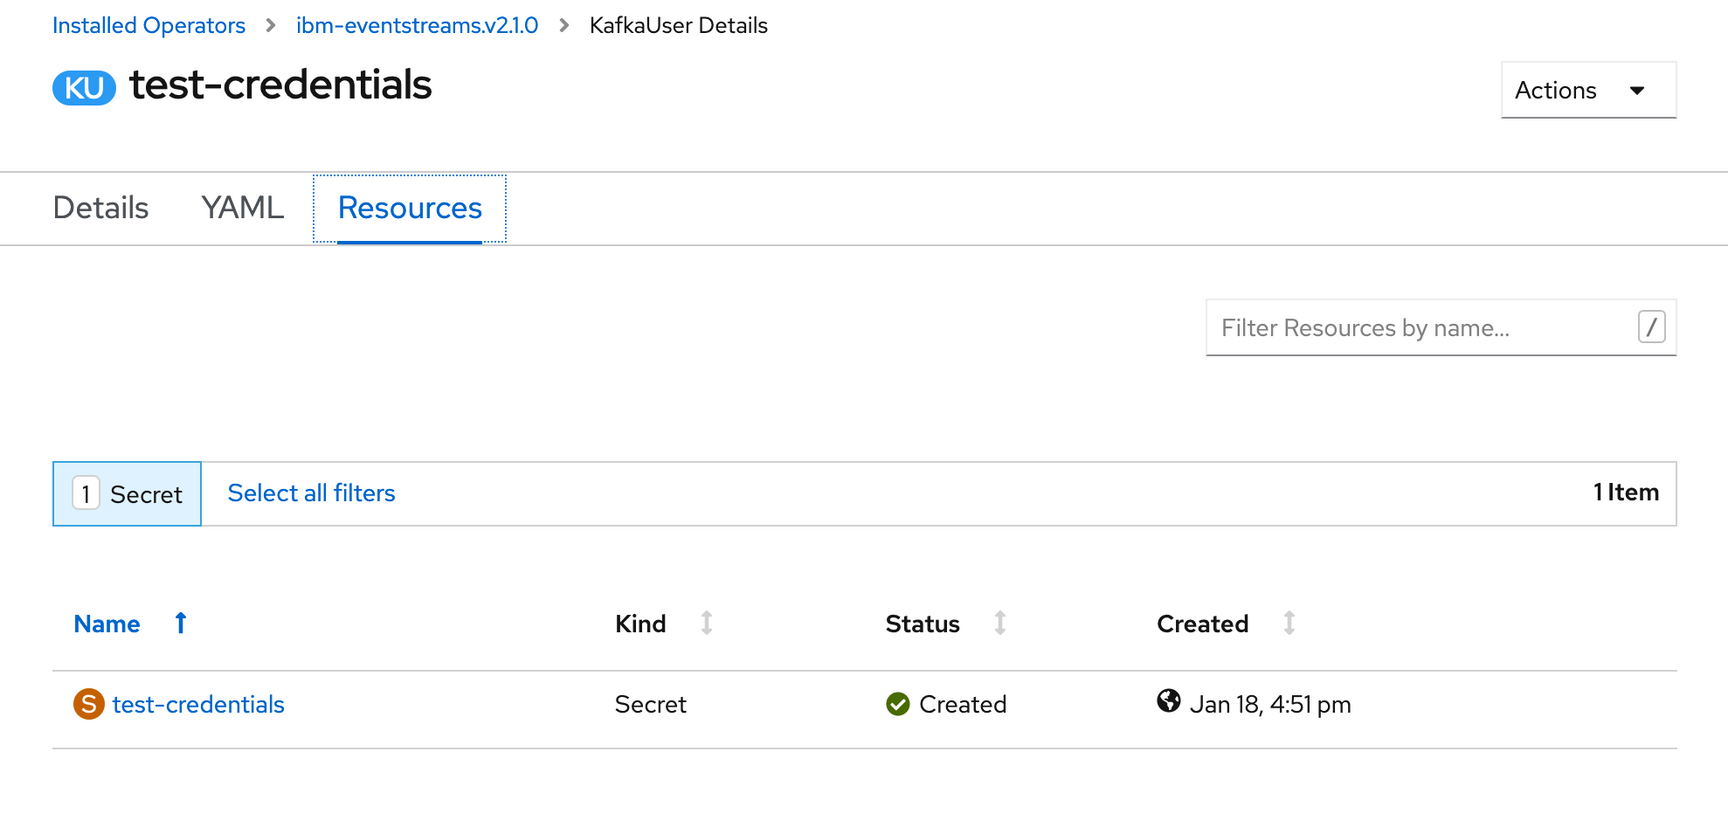 Installed Operators > ibm-eventstreams.v2.1.0 > KafkaUser Details
KU test-credentials
Actions
Details YAML Resources
Filter Resources by name... /
1 Secret Select all filters 1 Item
Name Kind Status Created
S test-credentials Secret Created Jan 18, 4:51 pm